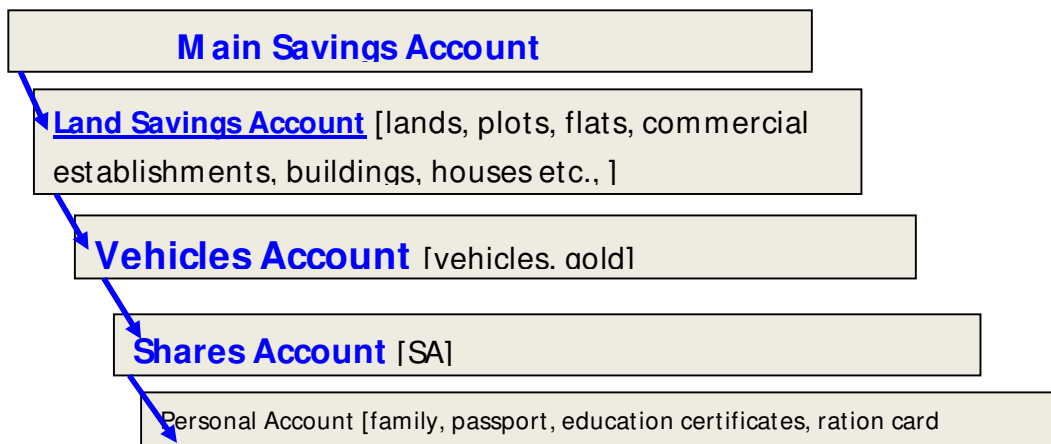 Main Savings Account
Land Savings Account [lands, plots, flats, commercial
establishments, buildings, houses etc., ]
Vehicles Account [vehicles, gold]
Shares Account [SA]
Personal Account [family, passport, education certificates, ration card